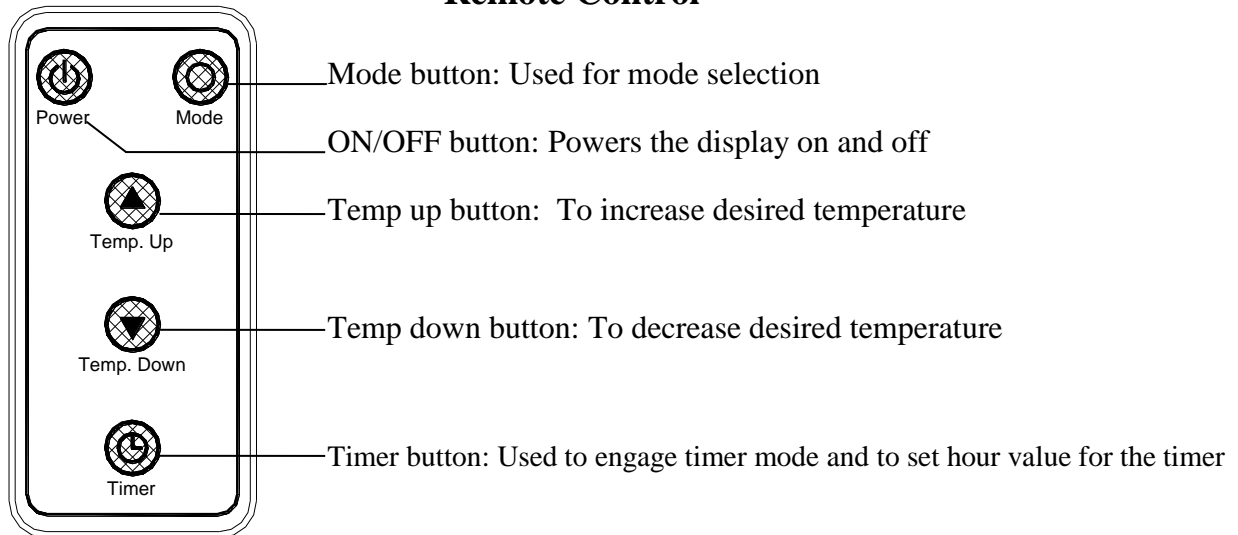 Remote Control
Power
Mode
Mode button: Used for mode selection
ON/OFF button: Powers the display on and off
Temp. Up
Temp up button: To increase desired temperature
Temp. Down
Temp down button: To decrease desired temperature
Timer
Timer button: Used to engage timer mode and to set hour value for the timer